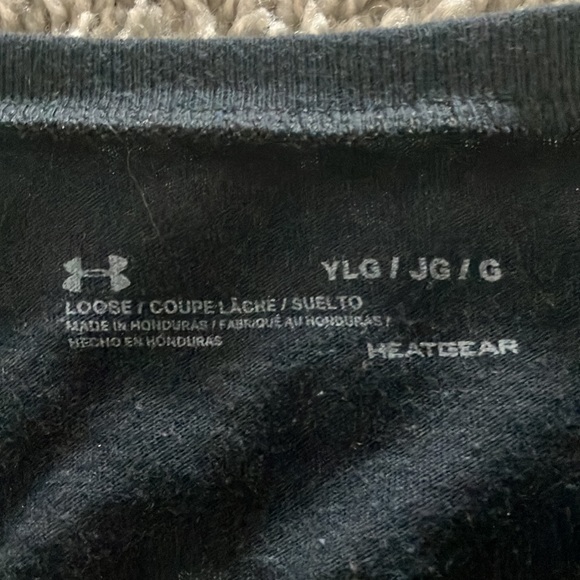 YLG / JG / G
LOOSE / COUPE LÂCHE / SUELTO
MADE IN HONDURAS / FABRIQUÉ AU HONDURAS /
HECHO EN HONDURAS
HEATGEAR